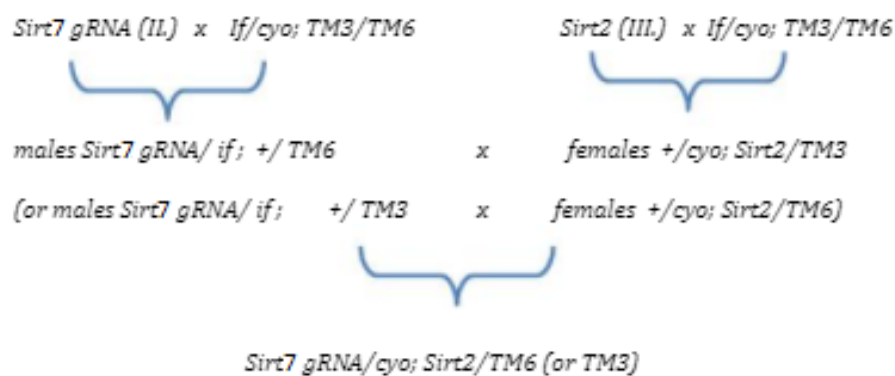 Sirt7 gRNA (II.) x If/cyo; TM3/TM6 Sirt2 (III.) x If/cyo; TM3/TM6
males Sirt7 gRNA/ if ; +/ TM6 x females +/cyo; Sirt2/TM3
(or males Sirt7 gRNA/ if ; +/ TM3 x females +/cyo; Sirt2/TM6)
Sirt7 gRNA/cyo; Sirt2/TM6 (or TM3)